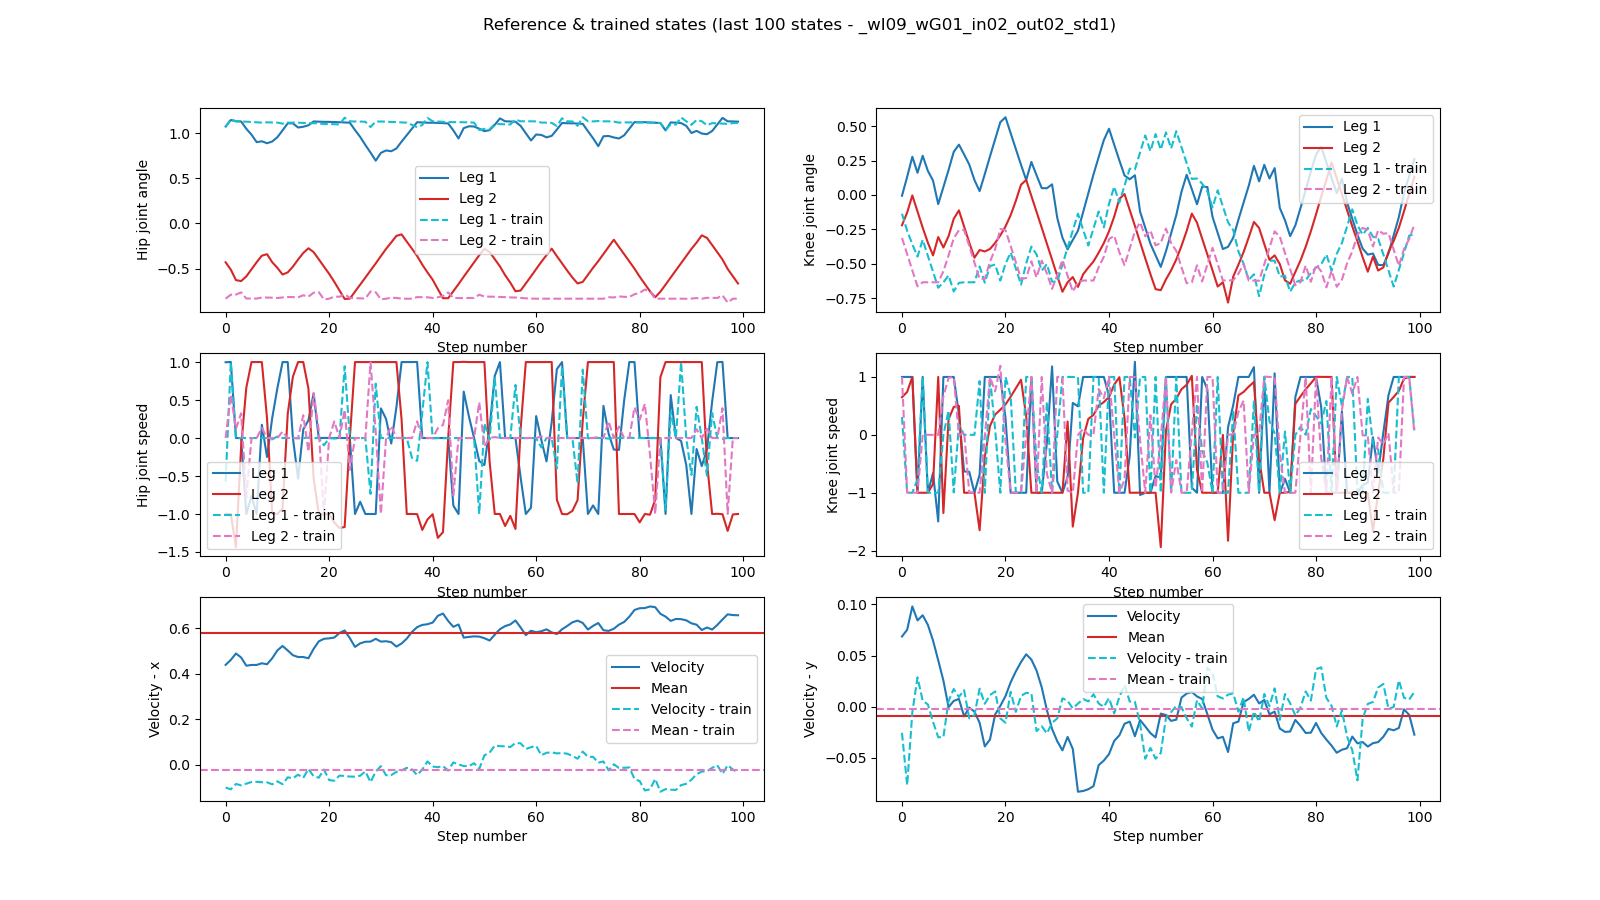 Reference & trained states (last 100 states - _wI09_wG01_in02_out02_std1)
Hip joint angle
1.0
0.5
0.0
−0.5
0 20 40 60 80 100
Step number
Leg 1
Leg 2
Leg 1 - train
Leg 2 - train
Knee joint angle
0.50
0.25
0.00
−0.25
−0.50
−0.75
0 20 40 60 80 100
Step number
Leg 1
Leg 2
Leg 1 - train
Leg 2 - train
Hip joint speed
1.0
0.5
0.0
−0.5
−1.0
−1.5
0 20 40 60 80 100
Step number
Leg 1
Leg 2
Leg 1 - train
Leg 2 - train
Knee joint speed
1
0
−1
−2
0 20 40 60 80 100
Step number
Leg 1
Leg 2
Leg 1 - train
Leg 2 - train
Velocity - x
0.6
0.4
0.2
0.0
0 20 40 60 80 100
Step number
Velocity
Mean
Velocity - train
Mean - train
Velocity - y
0.10
0.05
0.00
−0.05
0 20 40 60 80 100
Step number
Velocity
Mean
Velocity - train
Mean - train